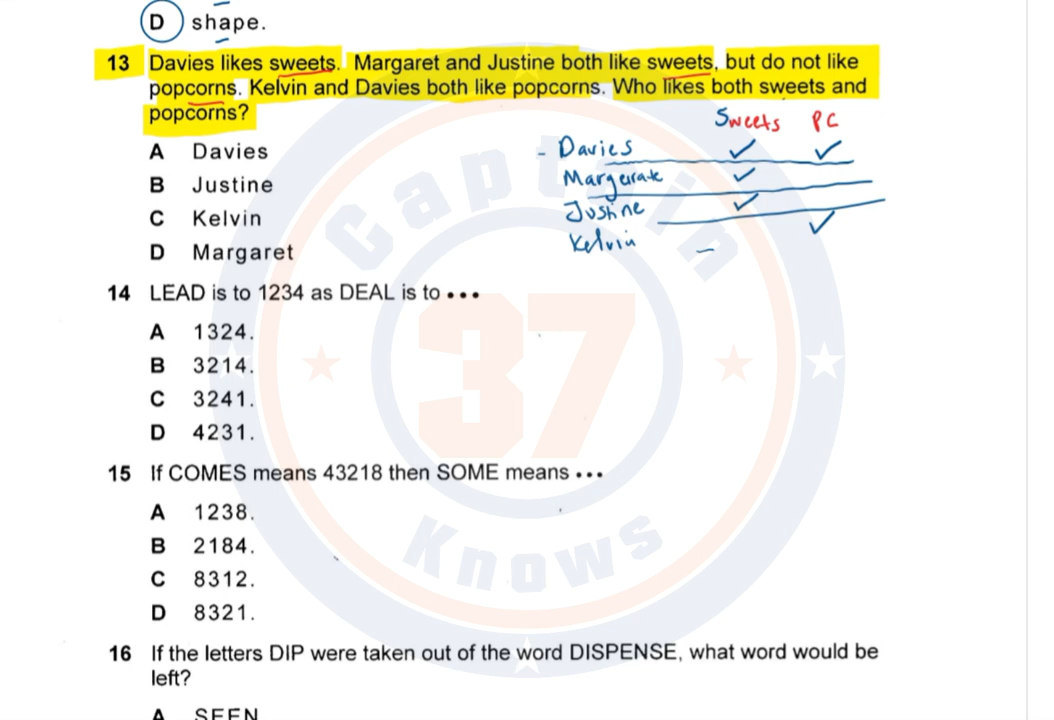 D shape.
13 Davies likes sweets. Margaret and Justine both like sweets, but do not like
popcorns. Kelvin and Davies both like popcorns. Who likes both sweets and
popcorns?
Sweets PC
A Davies
- Davies ✓ ✓
B Justine
Margarate ✓
C Kelvin
Justine ✓
D Margaret
Kelvin – ✓
14 LEAD is to 1234 as DEAL is to •••
A 1324.
B 3214.
C 3241.
D 4231.
15 If COMES means 43218 then SOME means •••
A 1238.
B 2184.
C 8312.
D 8321.
16 If the letters DIP were taken out of the word DISPENSE, what word would be
left?
A SEEN
Captain
37
Knows